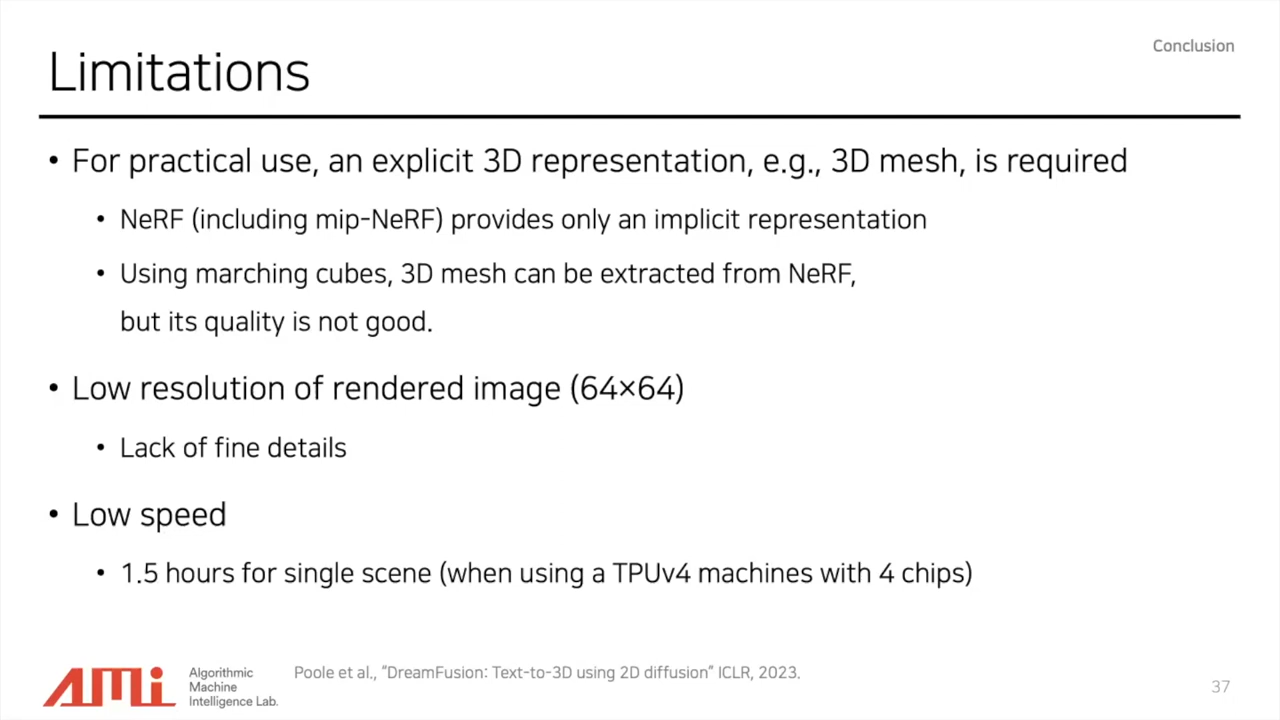 Conclusion
Limitations
• For practical use, an explicit 3D representation, e.g., 3D mesh, is required
• NeRF (including mip-NeRF) provides only an implicit representation
• Using marching cubes, 3D mesh can be extracted from NeRF,
but its quality is not good.
• Low resolution of rendered image (64×64)
• Lack of fine details
• Low speed
• 1.5 hours for single scene (when using a TPUv4 machines with 4 chips)
AMi
Algorithmic
Machine
Intelligence Lab.
Poole et al., “DreamFusion: Text-to-3D using 2D diffusion” ICLR, 2023.
37